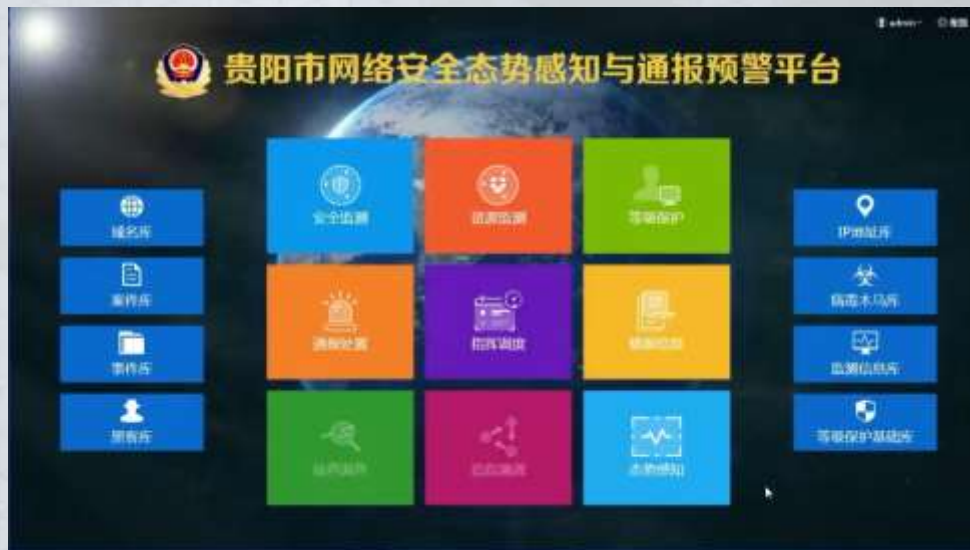 admin
贵阳市网络安全态势感知与通报预警平台
安全监测
资源监测
等级保护
域名库
IP地址库
案件库
病毒木马库
通报处置
指挥调度
事件库
监测信息库
黑客库
等级保护基础库
态势感知